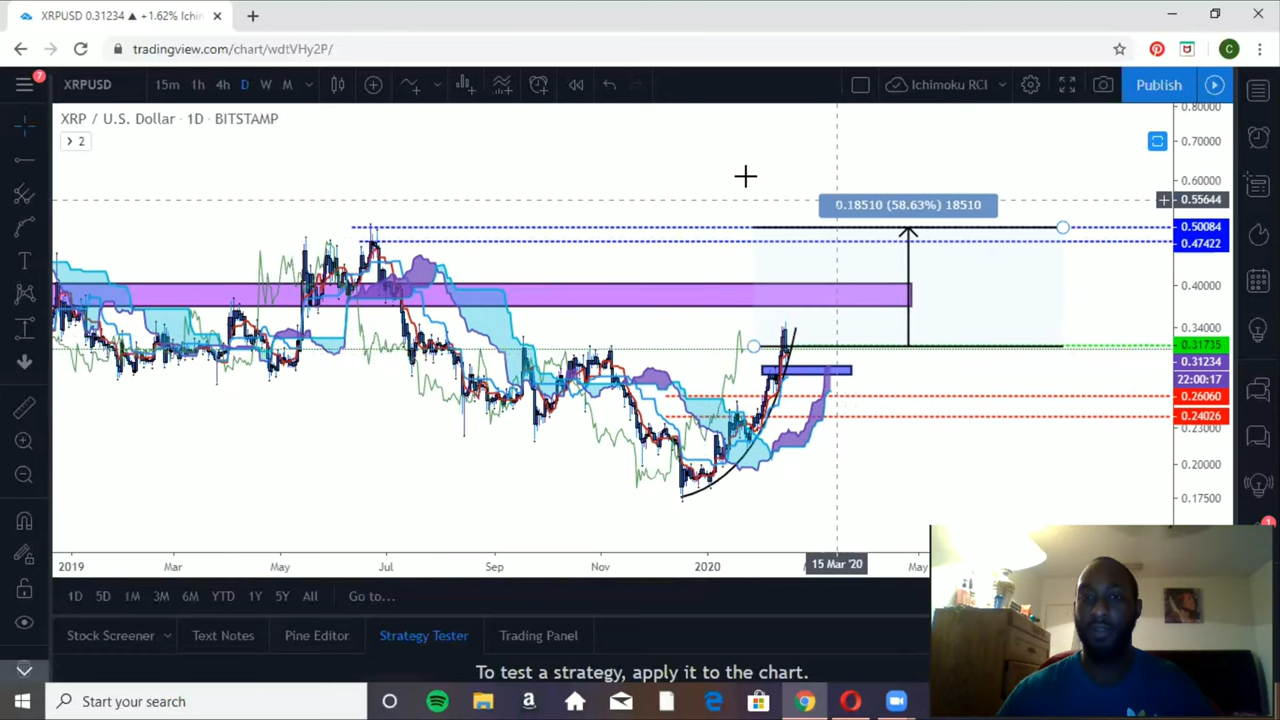 XRPUSD 0.31234 ▲ +1.62% Ichin
tradingview.com/chart/wdtVHy2P/
C
7
XRPUSD
15m 1h 4h D W M
Ichimoku RCI
Publish
XRP / U.S. Dollar · 1D · BITSTAMP
2
0.18510 (58.63%) 18510
0.80000
0.70000
0.60000
0.55644
0.50084
0.47422
0.40000
0.34000
0.31735
0.31234
22:00:17
0.26060
0.24026
0.23000
0.20000
0.17500
2019 Mar May Jul Sep Nov 2020 15 Mar '20 May
1D 5D 1M 3M 6M YTD 1Y 5Y All Go to...
1
Stock Screener Text Notes Pine Editor Strategy Tester Trading Panel
To test a strategy, apply it to the chart.
Start your search